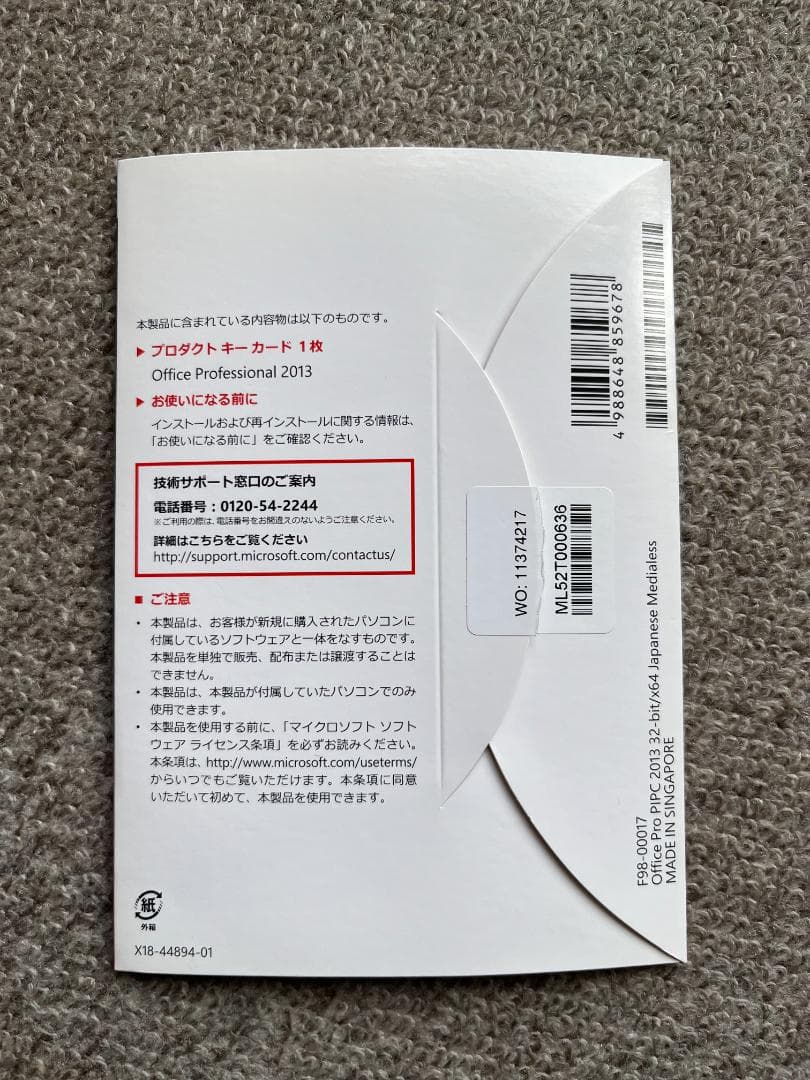 本製品に含まれている内容物は以下のものです。
▶ プロダクト キー カード 1枚
Office Professional 2013
▶ お使いになる前に
インストールおよび再インストールに関する情報は、
「お使いになる前に」をご確認ください。
技術サポート窓口のご案内
電話番号：0120-54-2244
※ご利用の際は、電話番号をお間違えのないようご注意ください。
詳細はこちらをご覧ください
http://support.microsoft.com/contactus/
■ ご注意
・ 本製品は、お客様が新規に購入されたパソコンに
付属しているソフトウェアと一体をなすものです。
本製品を単独で販売、配布または譲渡することは
できません。
・ 本製品は、本製品が付属していたパソコンでのみ
使用できます。
・ 本製品を使用する前に、「マイクロソフト ソフト
ウェア ライセンス条項」を必ずお読みください。
本条項は、http://www.microsoft.com/useterms/
からいつでもご覧いただけます。本条項に同意
いただいて初めて、本製品を使用できます。
紙
外箱
X18-44894-01
WO: 11374217
ML52T000636
4 988648 859678
F98-00017
Office Pro PIPC 2013 32-bit/x64 Japanese Medialess
MADE IN SINGAPORE